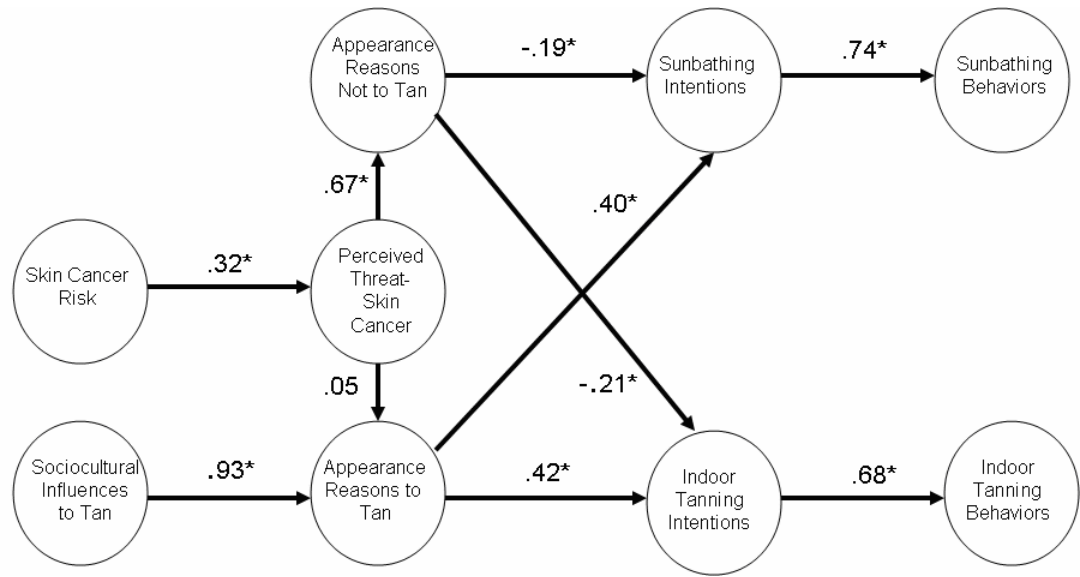 Appearance
Reasons
Not to Tan
-.19*
Sunbathing
Intentions
.74*
Sunbathing
Behaviors
.67*
.40*
Skin Cancer
Risk
.32*
Perceived
Threat-
Skin
Cancer
.05
-.21*
Sociocultural
Influences
to Tan
.93*
Appearance
Reasons to
Tan
.42*
Indoor
Tanning
Intentions
.68*
Indoor
Tanning
Behaviors